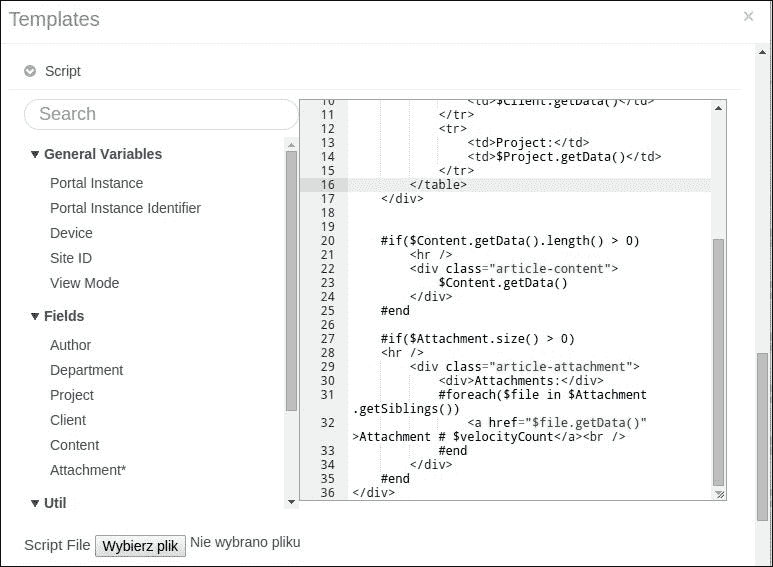 Templates
×
Script
Search
General Variables
Portal Instance
Portal Instance Identifier
Device
Site ID
View Mode
Fields
Author
Department
Project
Client
Content
Attachment*
Util
10 <td>$Client.getData()</td>
11 </tr>
12 <tr>
13 <td>Project:</td>
14 <td>$Project.getData()</td>
15 </tr>
16 </table>
17 </div>
18
19
20 #if($Content.getData().length() > 0)
21 <hr />
22 <div class="article-content">
23 $Content.getData()
24 </div>
25 #end
26
27 #if($Attachment.size() > 0)
28 <hr />
29 <div class="article-attachment">
30 <div>Attachments:</div>
31 #foreach($file in $Attachment
.getSiblings())
32 <a href="$file.getData()"
>Attachment # $velocityCount</a><br />
33 #end
34 </div>
35 #end
36 </div>
Script File Wybierz plik Nie wybrano pliku